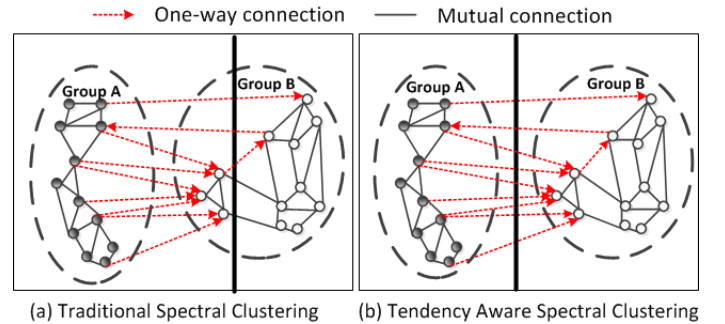 One-way connection Mutual connection
Group A Group B Group A Group B
(a) Traditional Spectral Clustering (b) Tendency Aware Spectral Clustering